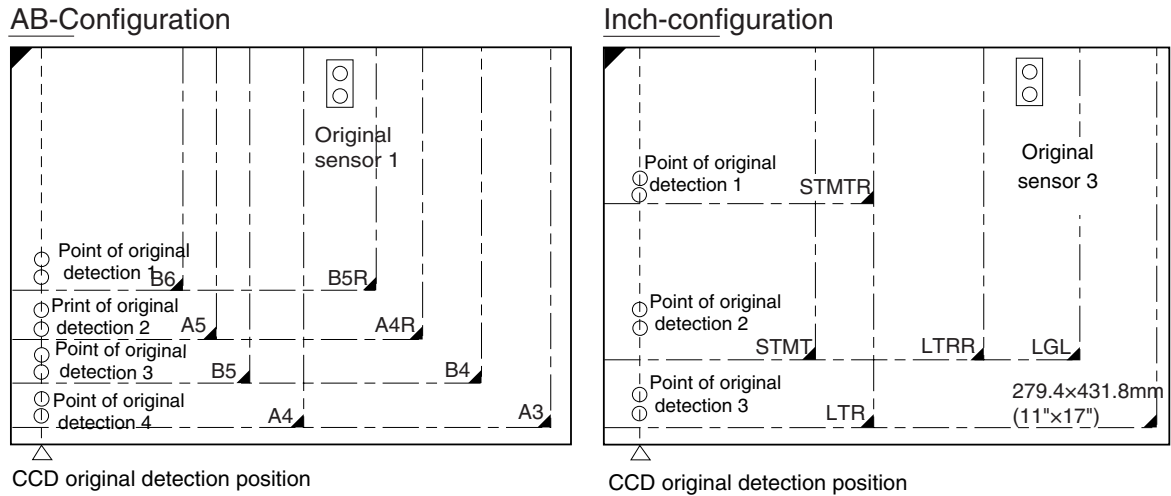 AB-Configuration
Original
sensor 1
Point of original
detection 1
B6
B5R
Print of original
detection 2
A5
A4R
Point of original
detection 3
B5
B4
Point of original
detection 4
A4
A3
CCD original detection position
Inch-configuration
Original
sensor 3
Point of original
detection 1
STMTR
Point of original
detection 2
STMT
LTRR
LGL
Point of original
detection 3
LTR
279.4×431.8mm
(11"×17")
CCD original detection position